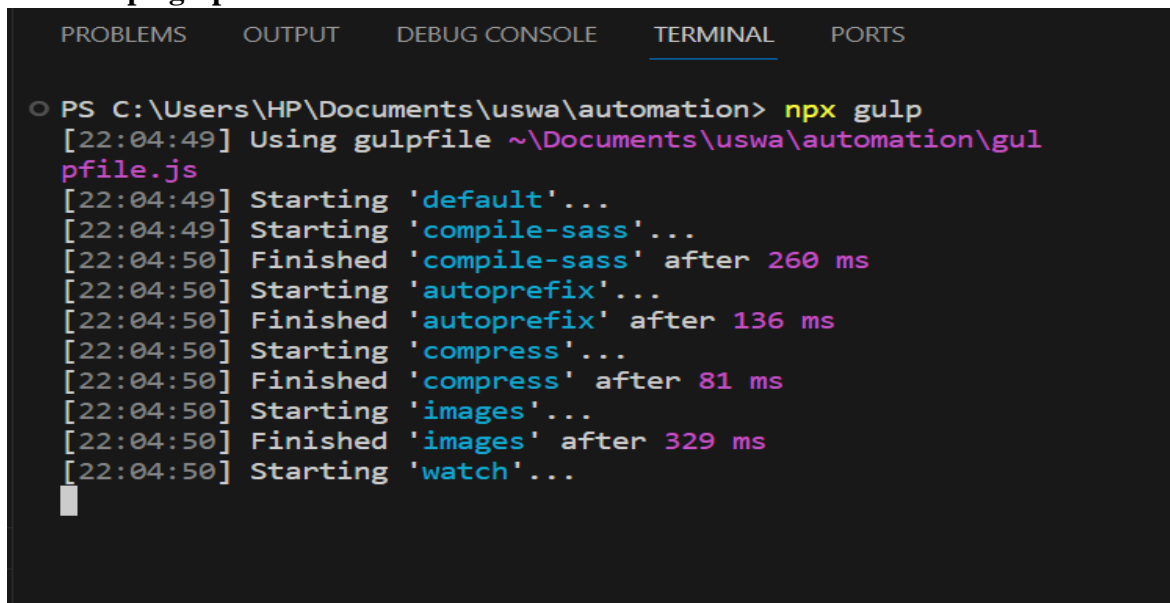 PROBLEMS OUTPUT DEBUG CONSOLE TERMINAL PORTS
PS C:\Users\HP\Documents\uswa\automation> npx gulp
[22:04:49] Using gulpfile ~\Documents\uswa\automation\gul
pfile.js
[22:04:49] Starting 'default'...
[22:04:49] Starting 'compile-sass'...
[22:04:50] Finished 'compile-sass' after 260 ms
[22:04:50] Starting 'autoprefix'...
[22:04:50] Finished 'autoprefix' after 136 ms
[22:04:50] Starting 'compress'...
[22:04:50] Finished 'compress' after 81 ms
[22:04:50] Starting 'images'...
[22:04:50] Finished 'images' after 329 ms
[22:04:50] Starting 'watch'...